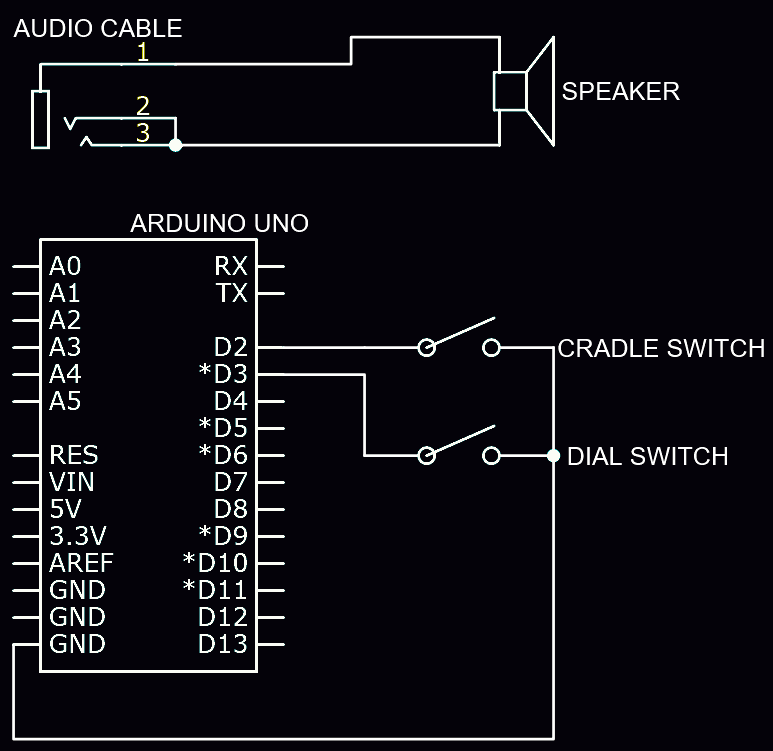 AUDIO CABLE
1
2
3
SPEAKER
ARDUINO UNO
A0 RX
A1 TX
A2
A3 D2
CRADLE SWITCH
A4 *D3
A5 D4
*D5
RES *D6
DIAL SWITCH
VIN D7
5V D8
3.3V *D9
AREF *D10
GND *D11
GND D12
GND D13